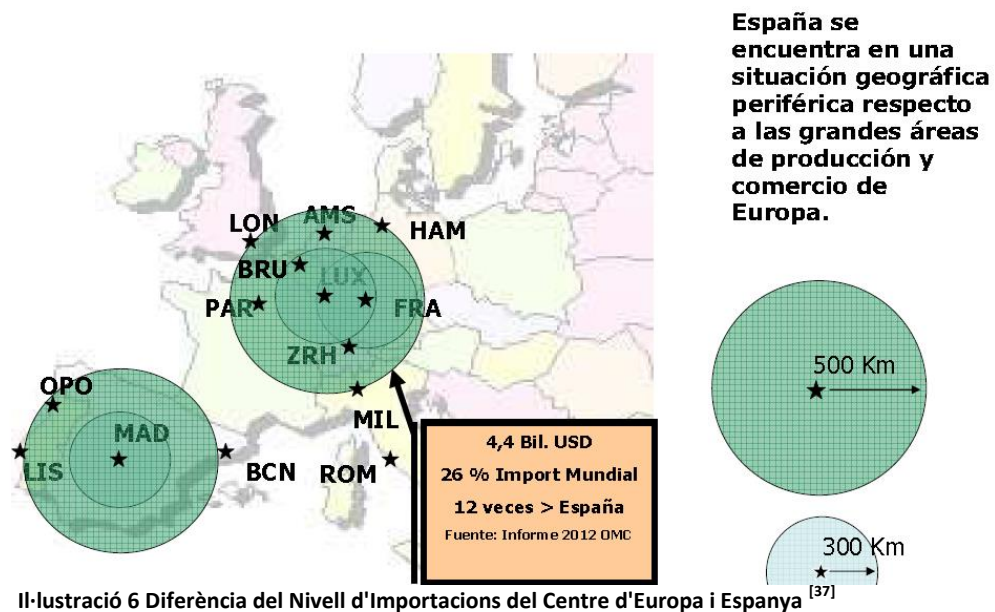 España se
encuentra en una
situación geográfica
periférica respecto
a las grandes áreas
de producción y
comercio de
Europa.
LON
AMS
HAM
BRU
LUX
PAR
FRA
ZRH
OPO
MAD
MIL
LIS
BCN
ROM
4,4 Bil. USD
26 % Import Mundial
12 veces > España
Fuente: Informe 2012 OMC
500 Km
300 Km
Il·lustració 6 Diferència del Nivell d'Importacions del Centre d'Europa i Espanya [37]